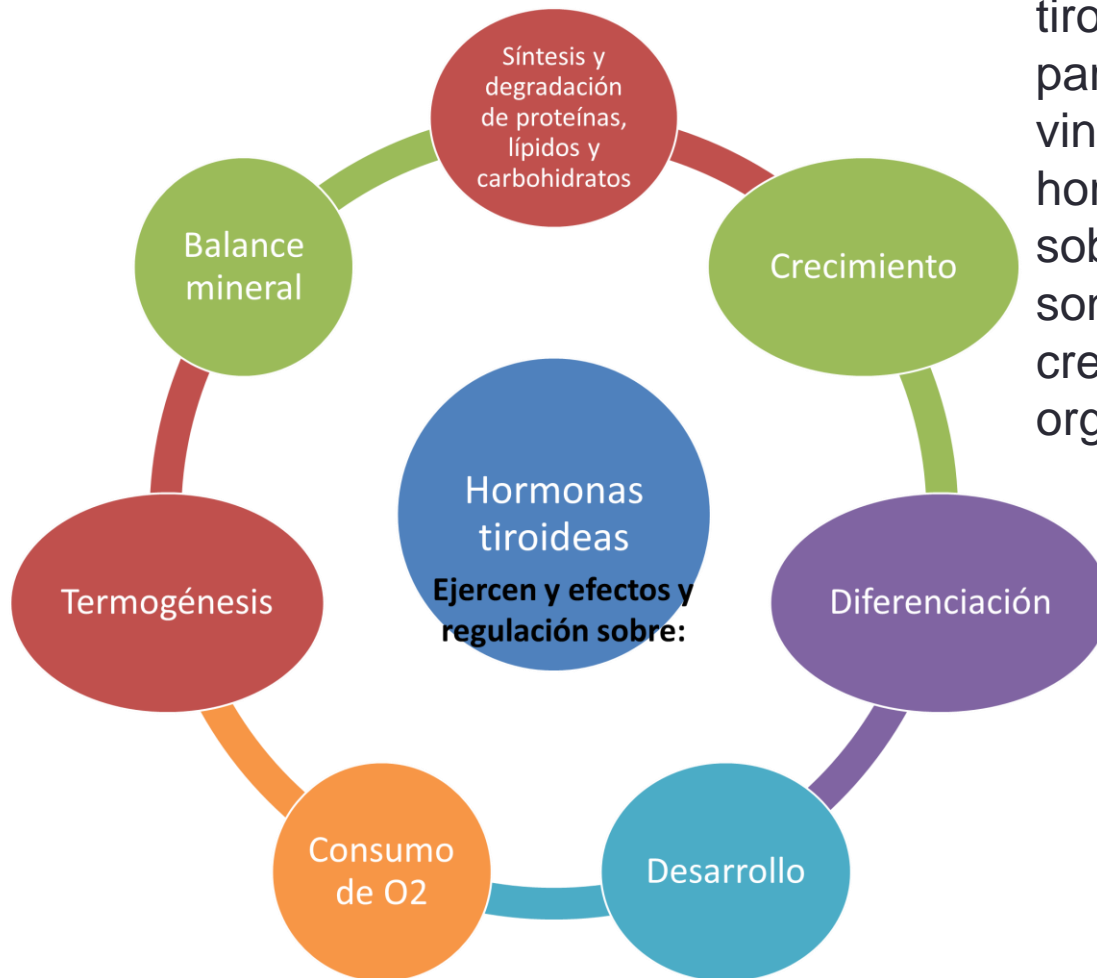 Síntesis y
degradación
de proteínas,
lípidos y
carbohidratos
Crecimiento
Diferenciación
Desarrollo
Consumo
de O2
Termogénesis
Balance
mineral
Hormonas
tiroideas
Ejercen y efectos y
regulación sobre: